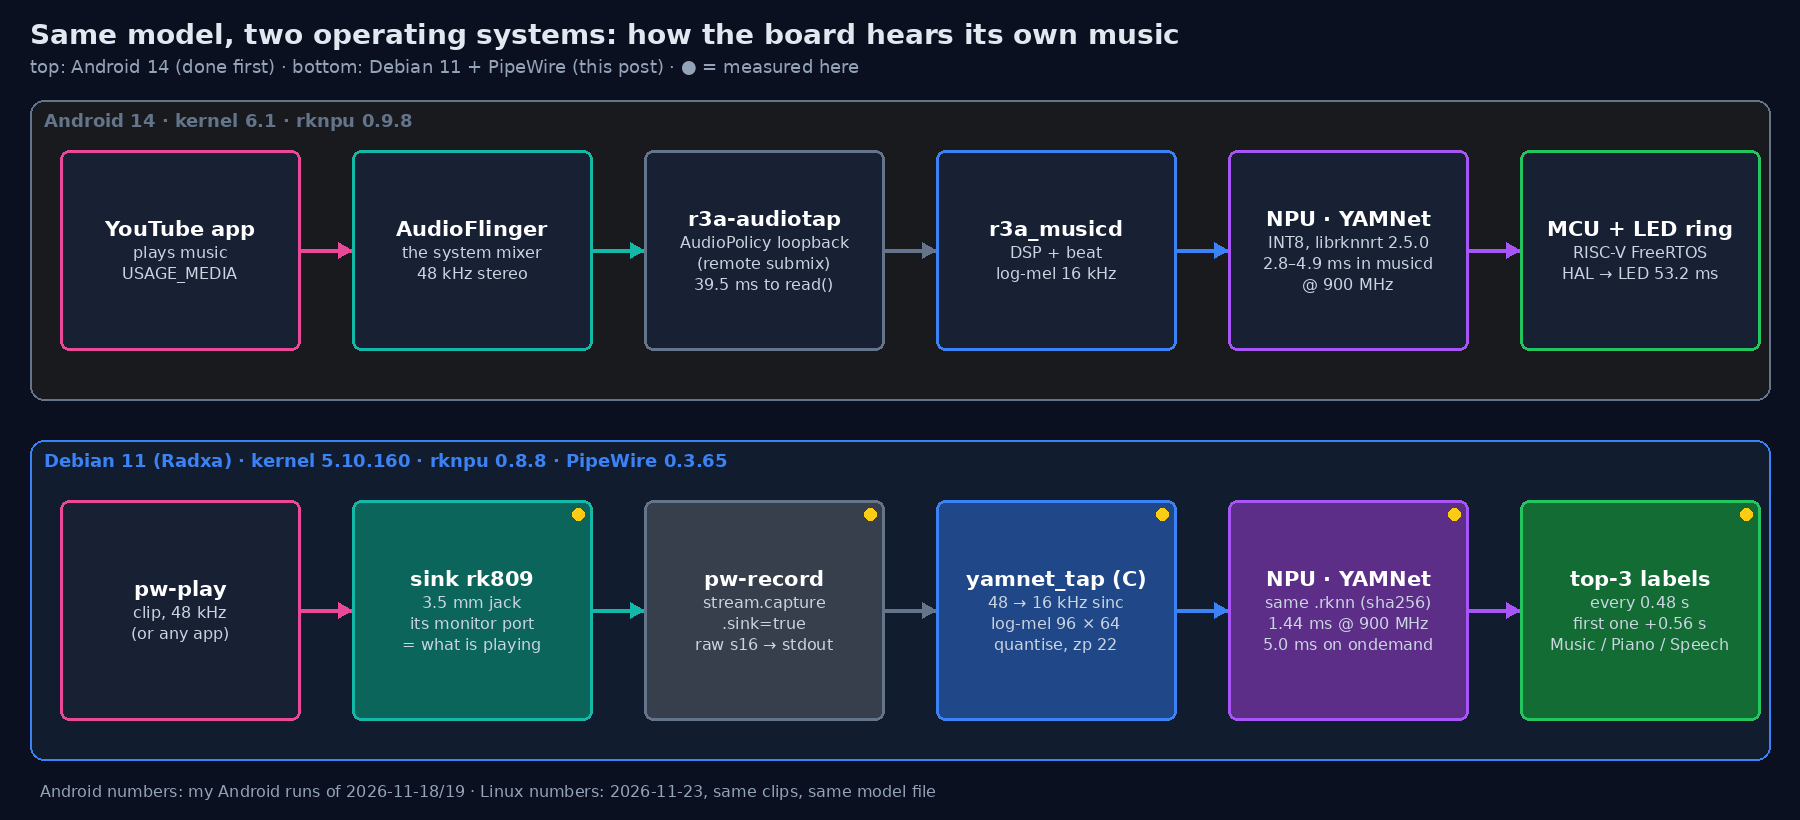 Same model, two operating systems: how the board hears its own music
top: Android 14 (done first) · bottom: Debian 11 + PipeWire (this post) · ● = measured here
Android 14 · kernel 6.1 · rknpu 0.9.8
YouTube app
plays music
USAGE_MEDIA
AudioFlinger
the system mixer
48 kHz stereo
r3a-audiotap
AudioPolicy loopback
(remote submix)
39.5 ms to read()
r3a_musicd
DSP + beat
log-mel 16 kHz
NPU · YAMNet
INT8, librknnrt 2.5.0
2.8–4.9 ms in musicd
@ 900 MHz
MCU + LED ring
RISC-V FreeRTOS
HAL → LED 53.2 ms
Debian 11 (Radxa) · kernel 5.10.160 · rknpu 0.8.8 · PipeWire 0.3.65
pw-play
clip, 48 kHz
(or any app)
sink rk809
3.5 mm jack
its monitor port
= what is playing
pw-record
stream.capture
.sink=true
raw s16 → stdout
yamnet_tap (C)
48 → 16 kHz sinc
log-mel 96 × 64
quantise, zp 22
NPU · YAMNet
same .rknn (sha256)
1.44 ms @ 900 MHz
5.0 ms on ondemand
top-3 labels
every 0.48 s
first one +0.56 s
Music / Piano / Speech
Android numbers: my Android runs of 2026-11-18/19 · Linux numbers: 2026-11-23, same clips, same model file